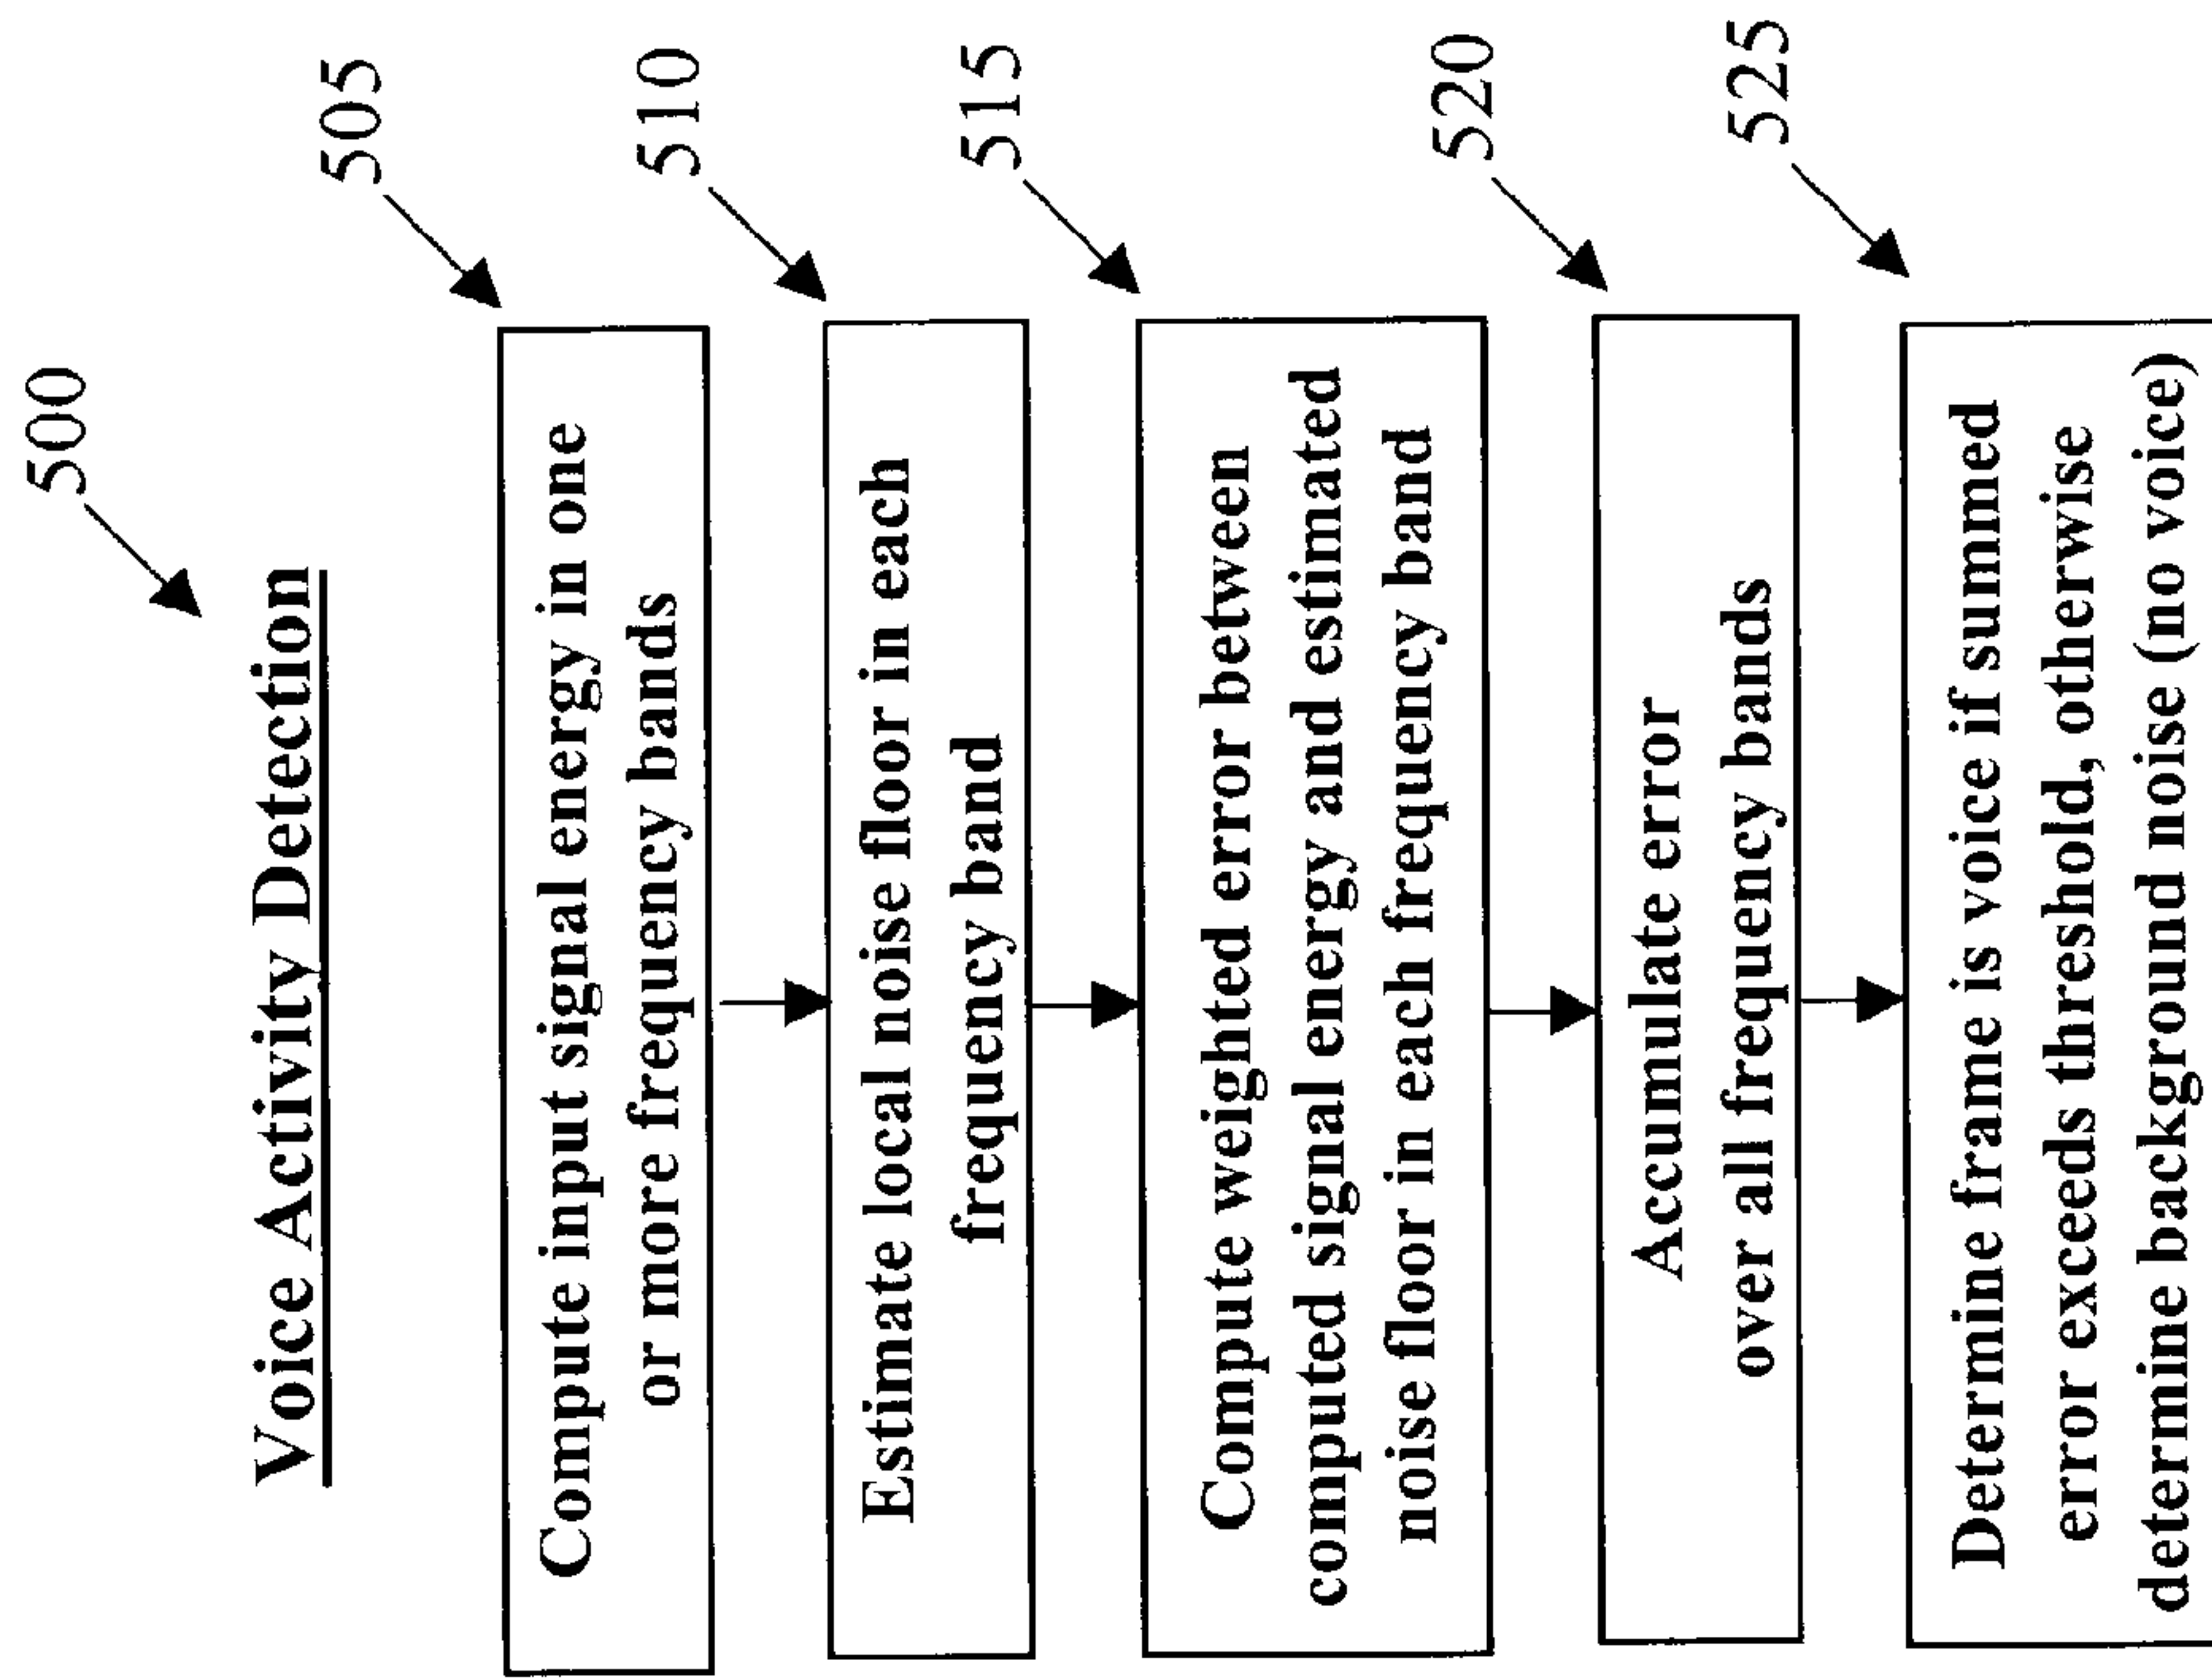 500
Voice Activity Detection
505
Compute input signal energy in one
or more frequency bands
510
Estimate local noise floor in each
frequency band
515
Compute weighted error between
computed signal energy and estimated
noise floor in each frequency band
520
Accumulate error
over all frequency bands
525
Determine frame is voice if summed
error exceeds threshold, otherwise
determine background noise (no voice)